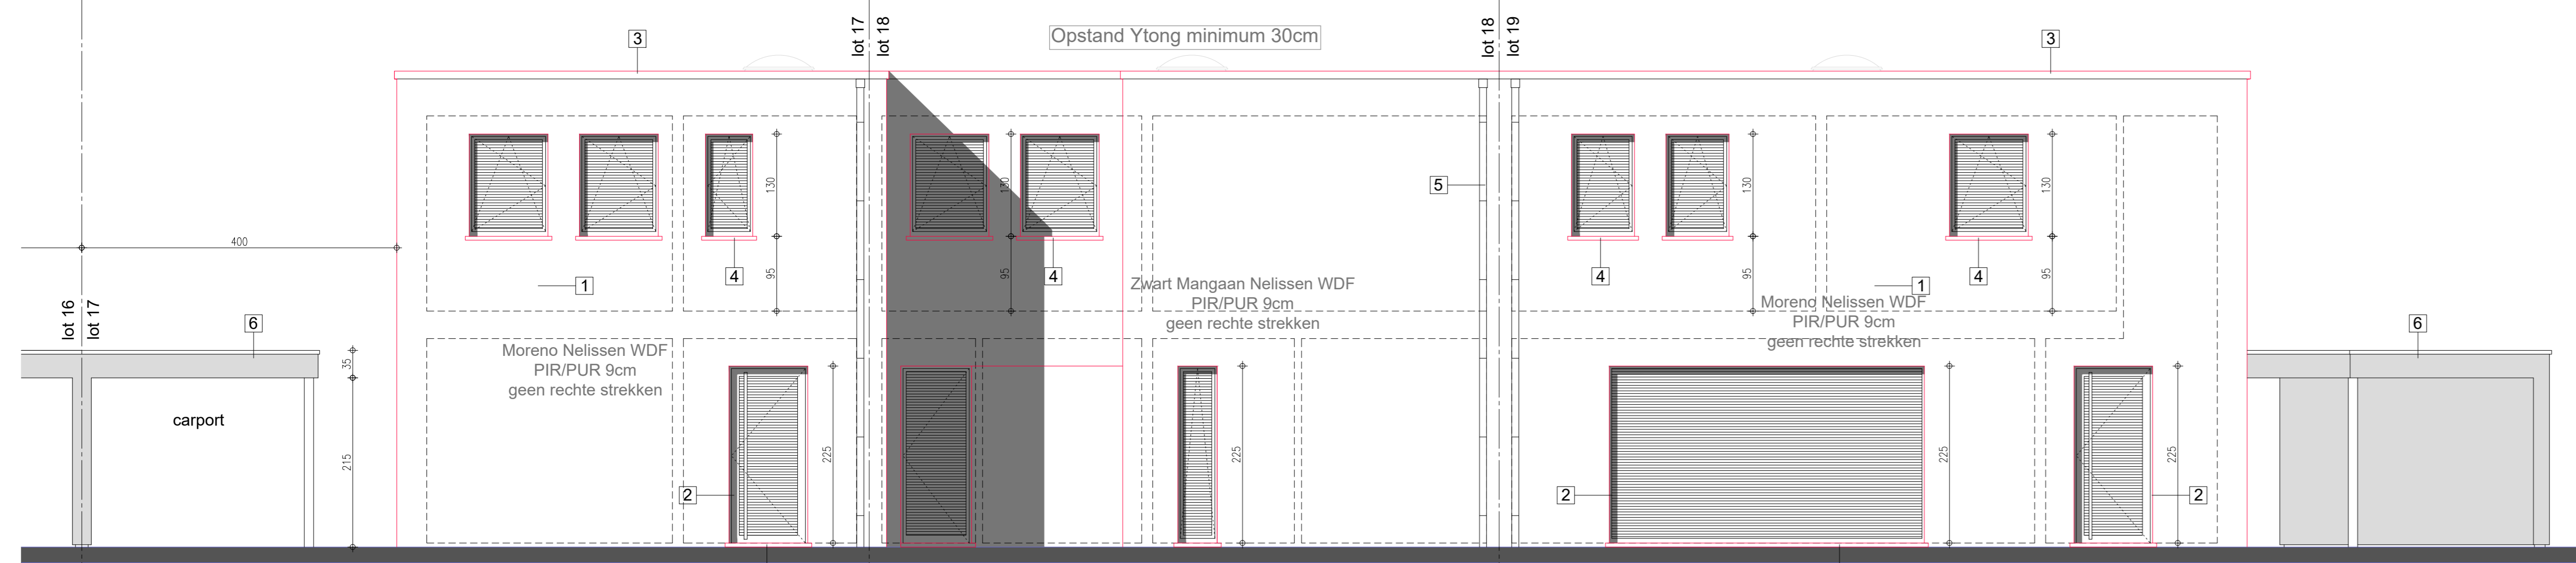 lot 17
lot 18
Opstand Ytong minimum 30cm
lot 18
lot 19
3
3
130
130
5
130
130
400
4
95
95
4
4
95
4
95
1
Zwart Mangaan Nelissen WDF
PIR/PUR 9cm
geen rechte strekken
1
Moreno Nelissen WDF
PIR/PUR 9cm
geen rechte strekken
lot 16
lot 17
6
6
35
Moreno Nelissen WDF
PIR/PUR 9cm
geen rechte strekken
carport
215
225
225
225
225
2
2
2